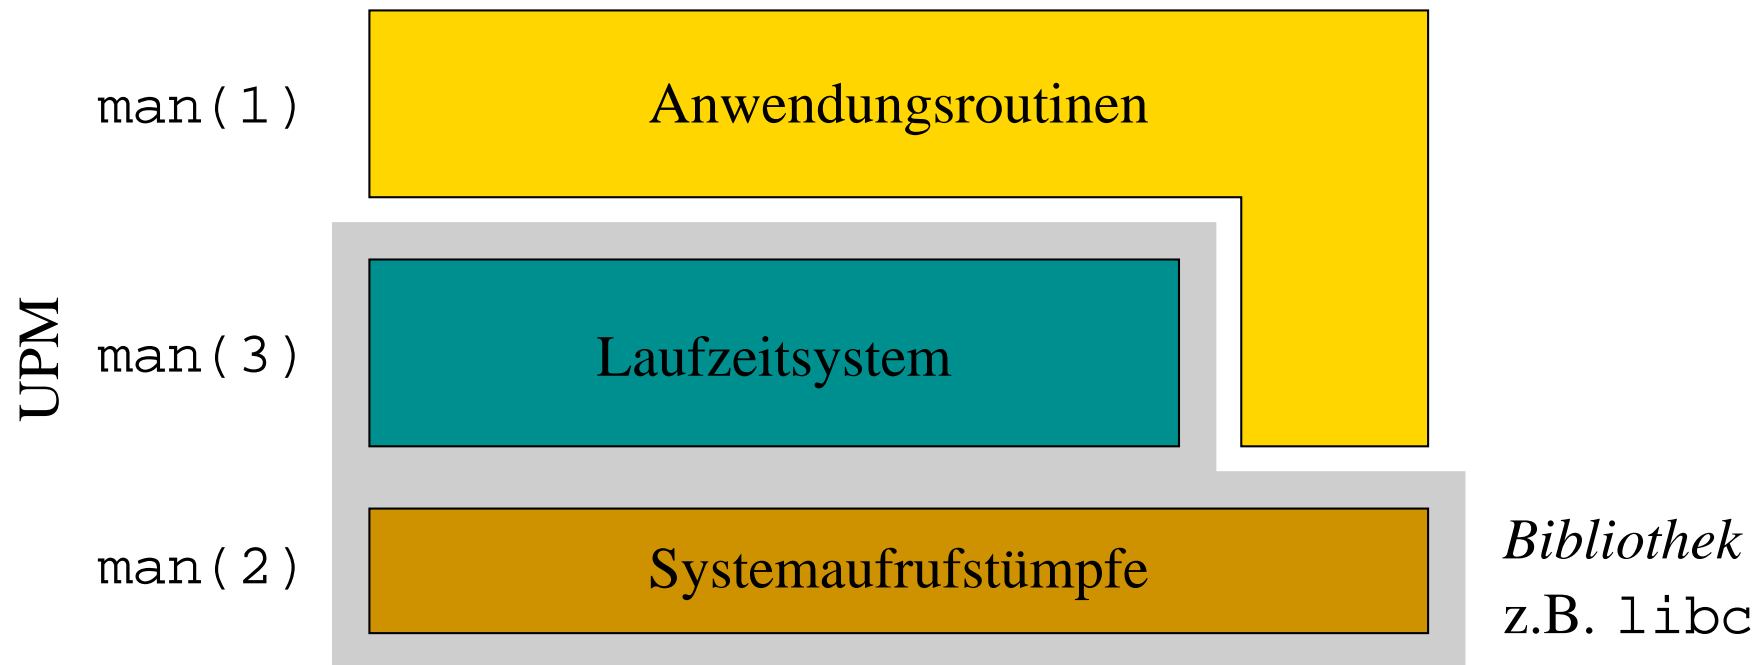 man(1)
Anwendungsroutinen
UPM
man(3)
Laufzeitsystem
man(2)
Systemaufrufstümpfe
Bibliothek
z.B. libc